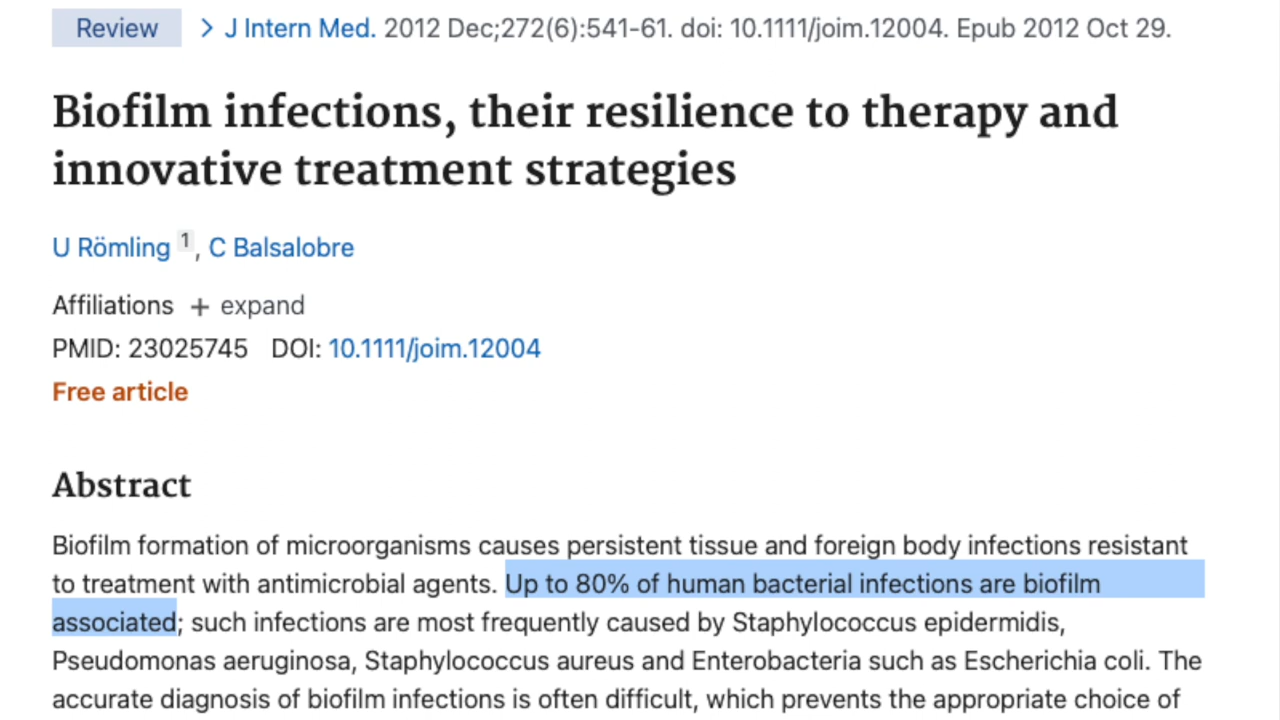 Review > J Intern Med. 2012 Dec;272(6):541-61. doi: 10.1111/joim.12004. Epub 2012 Oct 29.
Biofilm infections, their resilience to therapy and
innovative treatment strategies
U Römling 1, C Balsalobre
Affiliations + expand
PMID: 23025745 DOI: 10.1111/joim.12004
Free article
Abstract
Biofilm formation of microorganisms causes persistent tissue and foreign body infections resistant
to treatment with antimicrobial agents. Up to 80% of human bacterial infections are biofilm
associated; such infections are most frequently caused by Staphylococcus epidermidis,
Pseudomonas aeruginosa, Staphylococcus aureus and Enterobacteria such as Escherichia coli. The
accurate diagnosis of biofilm infections is often difficult, which prevents the appropriate choice of